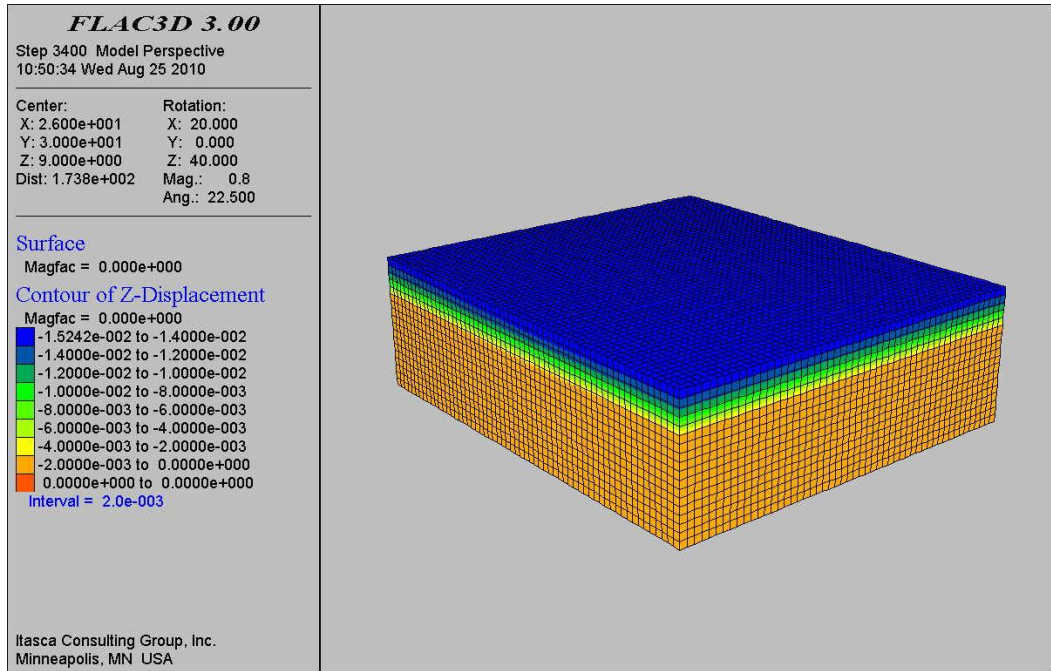 FLAC3D 3.00
Step 3400 Model Perspective
10:50:34 Wed Aug 25 2010
Center: Rotation:
X: 2.600e+001 X: 20.000
Y: 3.000e+001 Y: 0.000
Z: 9.000e+000 Z: 40.000
Dist: 1.738e+002 Mag.: 0.8
Ang.: 22.500
Surface
Magfac = 0.000e+000
Contour of Z-Displacement
Magfac = 0.000e+000
-1.5242e-002 to -1.4000e-002
-1.4000e-002 to -1.2000e-002
-1.2000e-002 to -1.0000e-002
-1.0000e-002 to -8.0000e-003
-8.0000e-003 to -6.0000e-003
-6.0000e-003 to -4.0000e-003
-4.0000e-003 to -2.0000e-003
-2.0000e-003 to 0.0000e+000
0.0000e+000 to 0.0000e+000
Interval = 2.0e-003
Itasca Consulting Group, Inc.
Minneapolis, MN USA